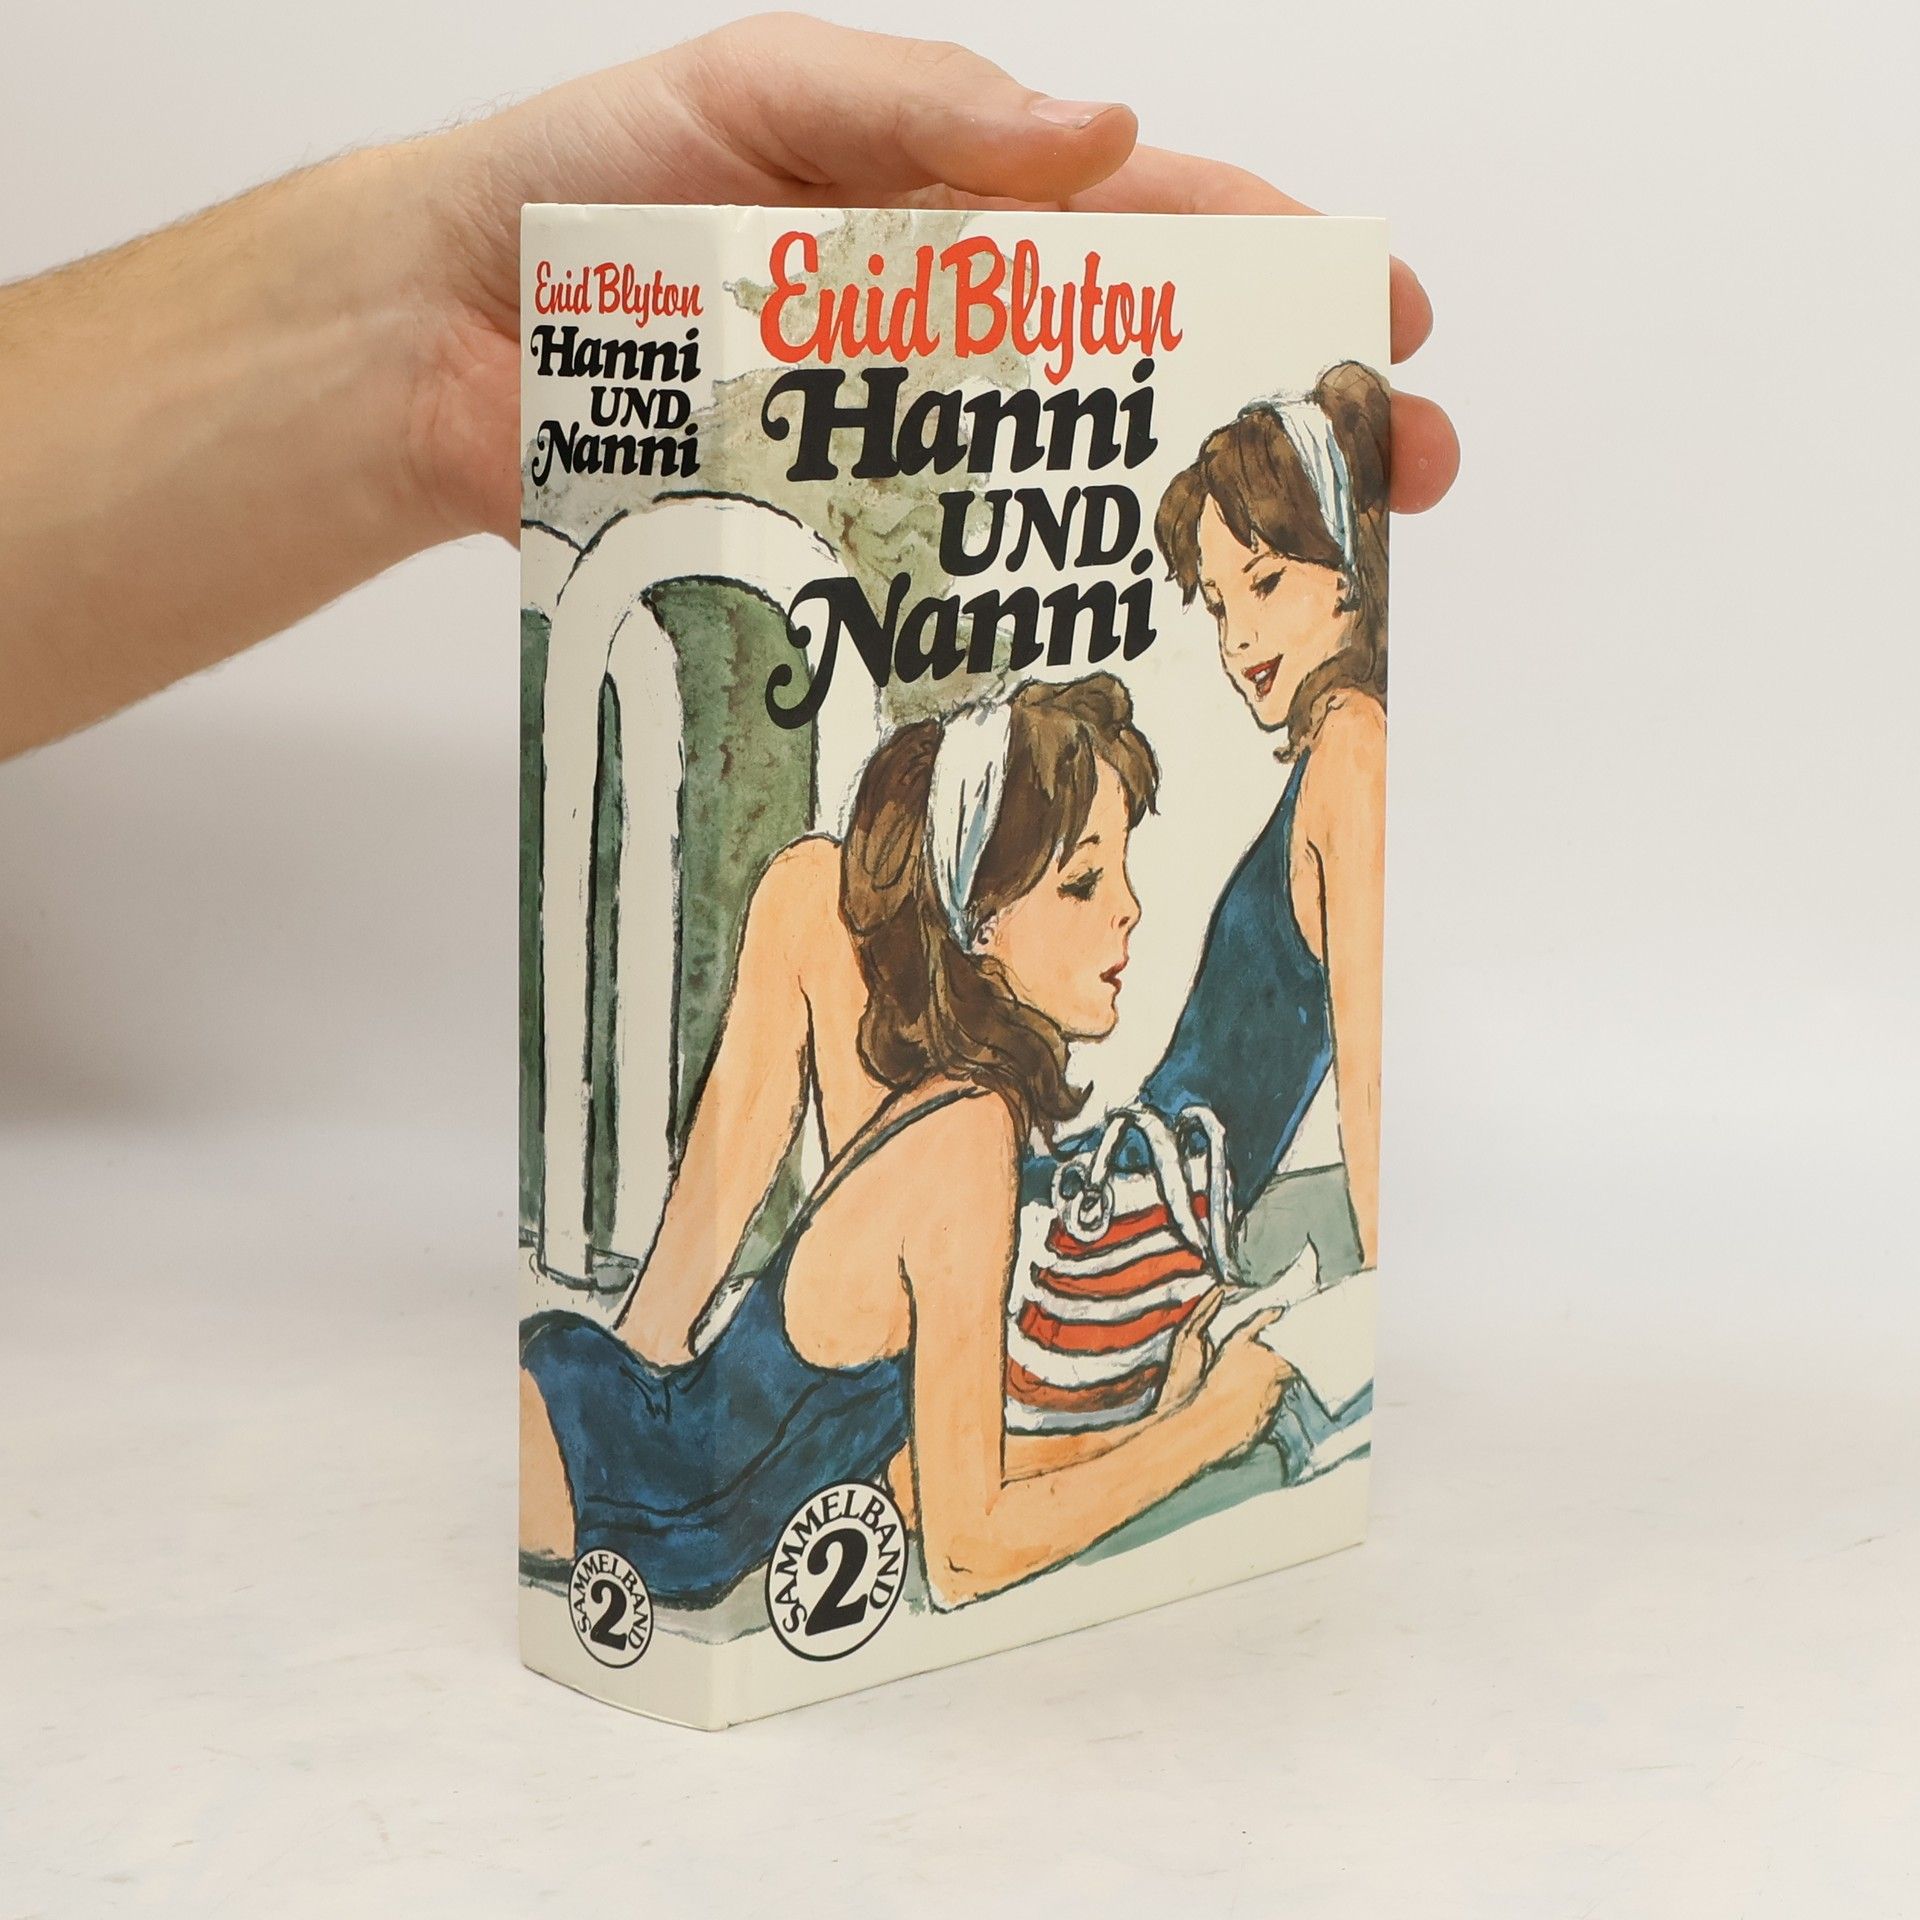 Enid Blyton
Hanni
UND
Nanni
SAMMELBAND
2
Enid Blyton
Hanni
UND
Nanni
SAMMELBAND
2